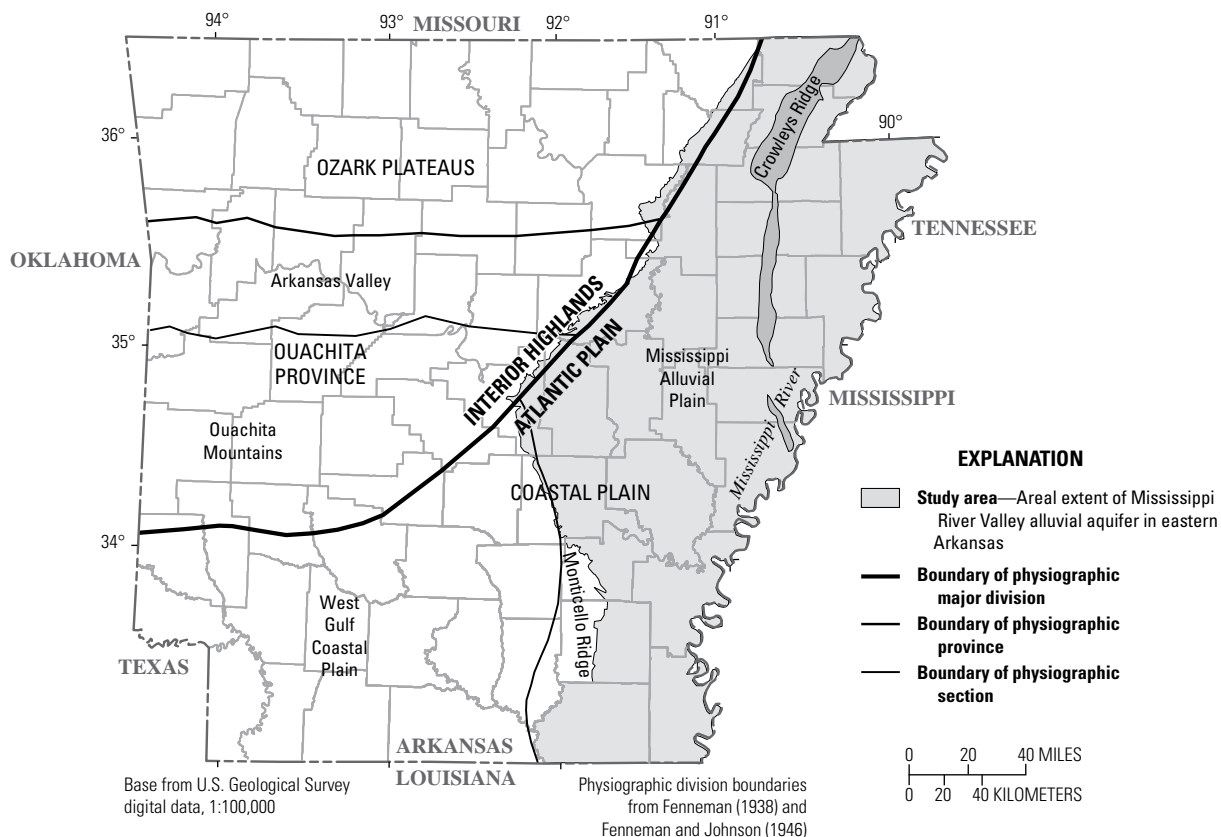 94°
93°
92°
91°
MISSOURI
36°
90°
Crowleys Ridge
OZARK PLATEAUS
TENNESSEE
OKLAHOMA
Arkansas Valley
INTERIOR HIGHLANDS
ATLANTIC PLAIN
35°
OUACHITA
PROVINCE
Mississippi
Alluvial
Plain
Mississippi River
MISSISSIPPI
Ouachita
Mountains
COASTAL PLAIN
34°
Monticello Ridge
West
Gulf
Coastal
Plain
TEXAS
ARKANSAS
LOUISIANA
EXPLANATION
Study area—Areal extent of Mississippi
River Valley alluvial aquifer in eastern
Arkansas
Boundary of physiographic
major division
Boundary of physiographic
province
Boundary of physiographic
section
0 20 40 MILES
0 20 40 KILOMETERS
Base from U.S. Geological Survey
digital data, 1:100,000
Physiographic division boundaries
from Fenneman (1938) and
Fenneman and Johnson (1946)